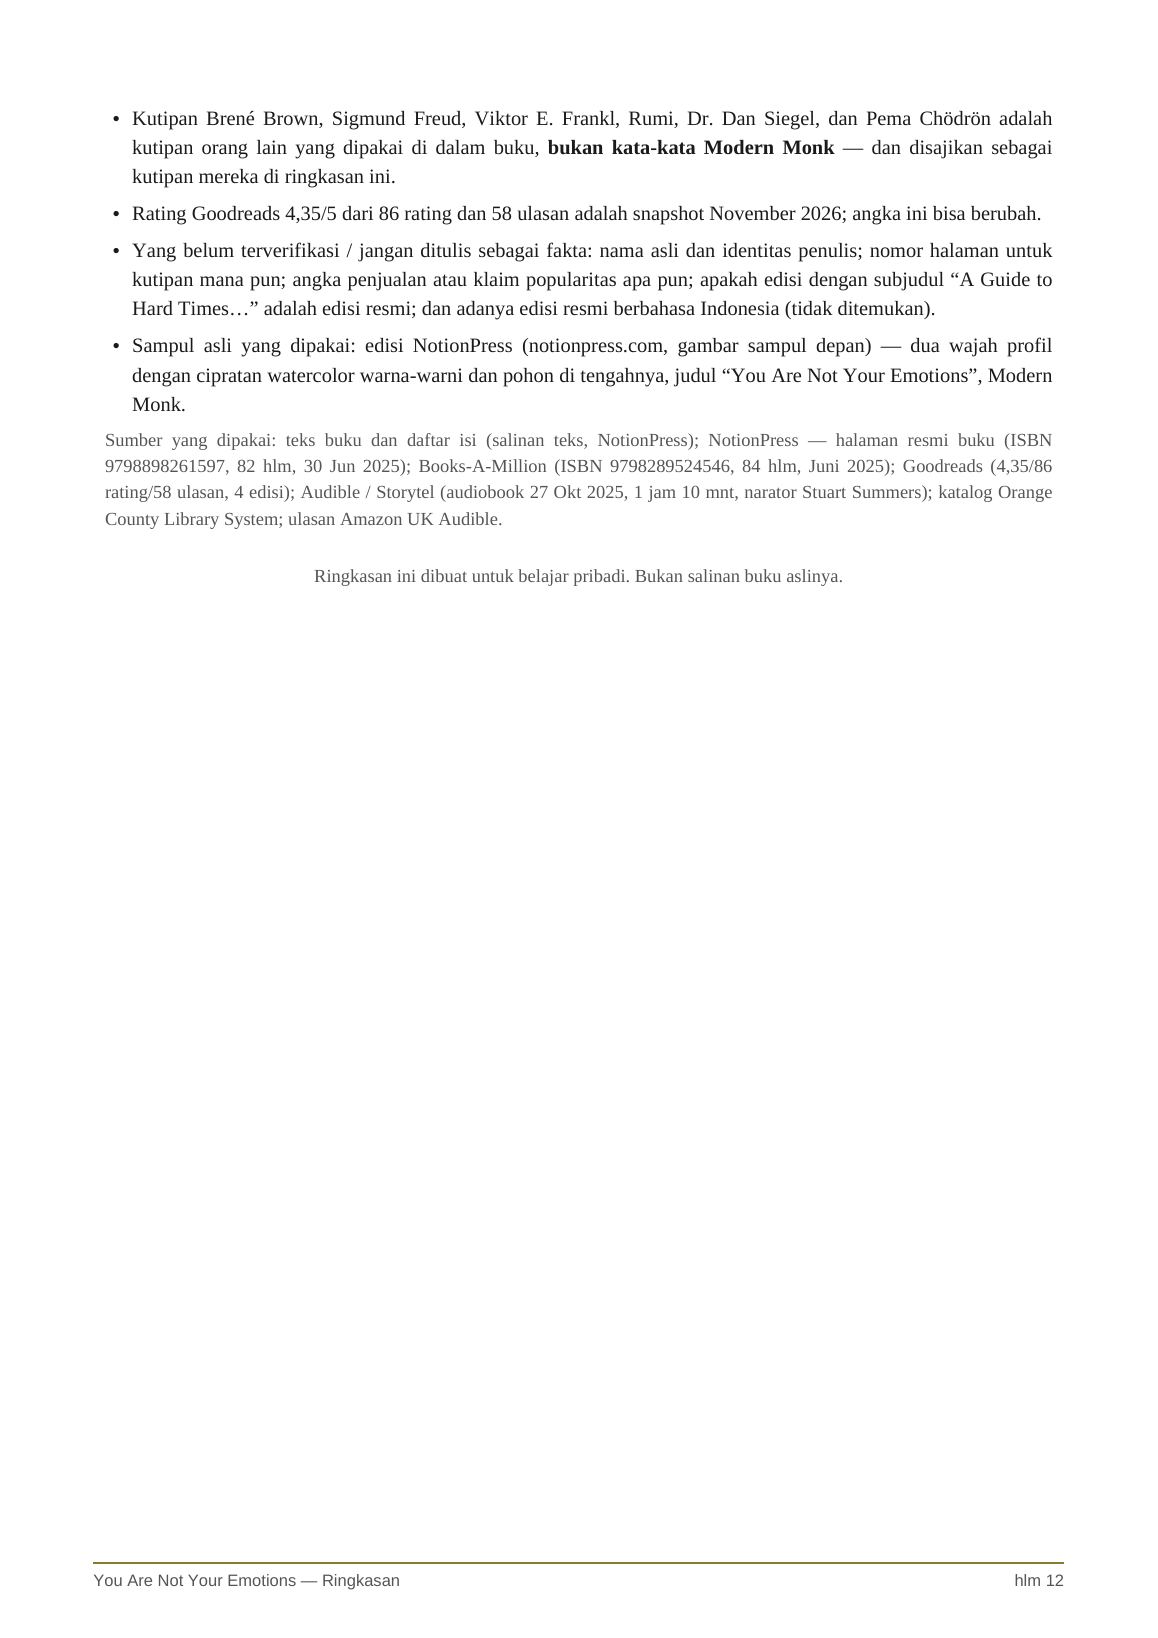 • Kutipan Brené Brown, Sigmund Freud, Viktor E. Frankl, Rumi, Dr. Dan Siegel, dan Pema Chödrön adalah
kutipan orang lain yang dipakai di dalam buku, bukan kata-kata Modern Monk — dan disajikan sebagai
kutipan mereka di ringkasan ini.
• Rating Goodreads 4,35/5 dari 86 rating dan 58 ulasan adalah snapshot November 2026; angka ini bisa berubah.
• Yang belum terverifikasi / jangan ditulis sebagai fakta: nama asli dan identitas penulis; nomor halaman untuk
kutipan mana pun; angka penjualan atau klaim popularitas apa pun; apakah edisi dengan subjudul “A Guide to
Hard Times…” adalah edisi resmi; dan adanya edisi resmi berbahasa Indonesia (tidak ditemukan).
• Sampul asli yang dipakai: edisi NotionPress (notionpress.com, gambar sampul depan) — dua wajah profil
dengan cipratan watercolor warna-warni dan pohon di tengahnya, judul “You Are Not Your Emotions”, Modern
Monk.
Sumber yang dipakai: teks buku dan daftar isi (salinan teks, NotionPress); NotionPress — halaman resmi buku (ISBN
9798898261597, 82 hlm, 30 Jun 2025); Books-A-Million (ISBN 9798289524546, 84 hlm, Juni 2025); Goodreads (4,35/86
rating/58 ulasan, 4 edisi); Audible / Storytel (audiobook 27 Okt 2025, 1 jam 10 mnt, narator Stuart Summers); katalog Orange
County Library System; ulasan Amazon UK Audible.
Ringkasan ini dibuat untuk belajar pribadi. Bukan salinan buku aslinya.
You Are Not Your Emotions — Ringkasan
hlm 12